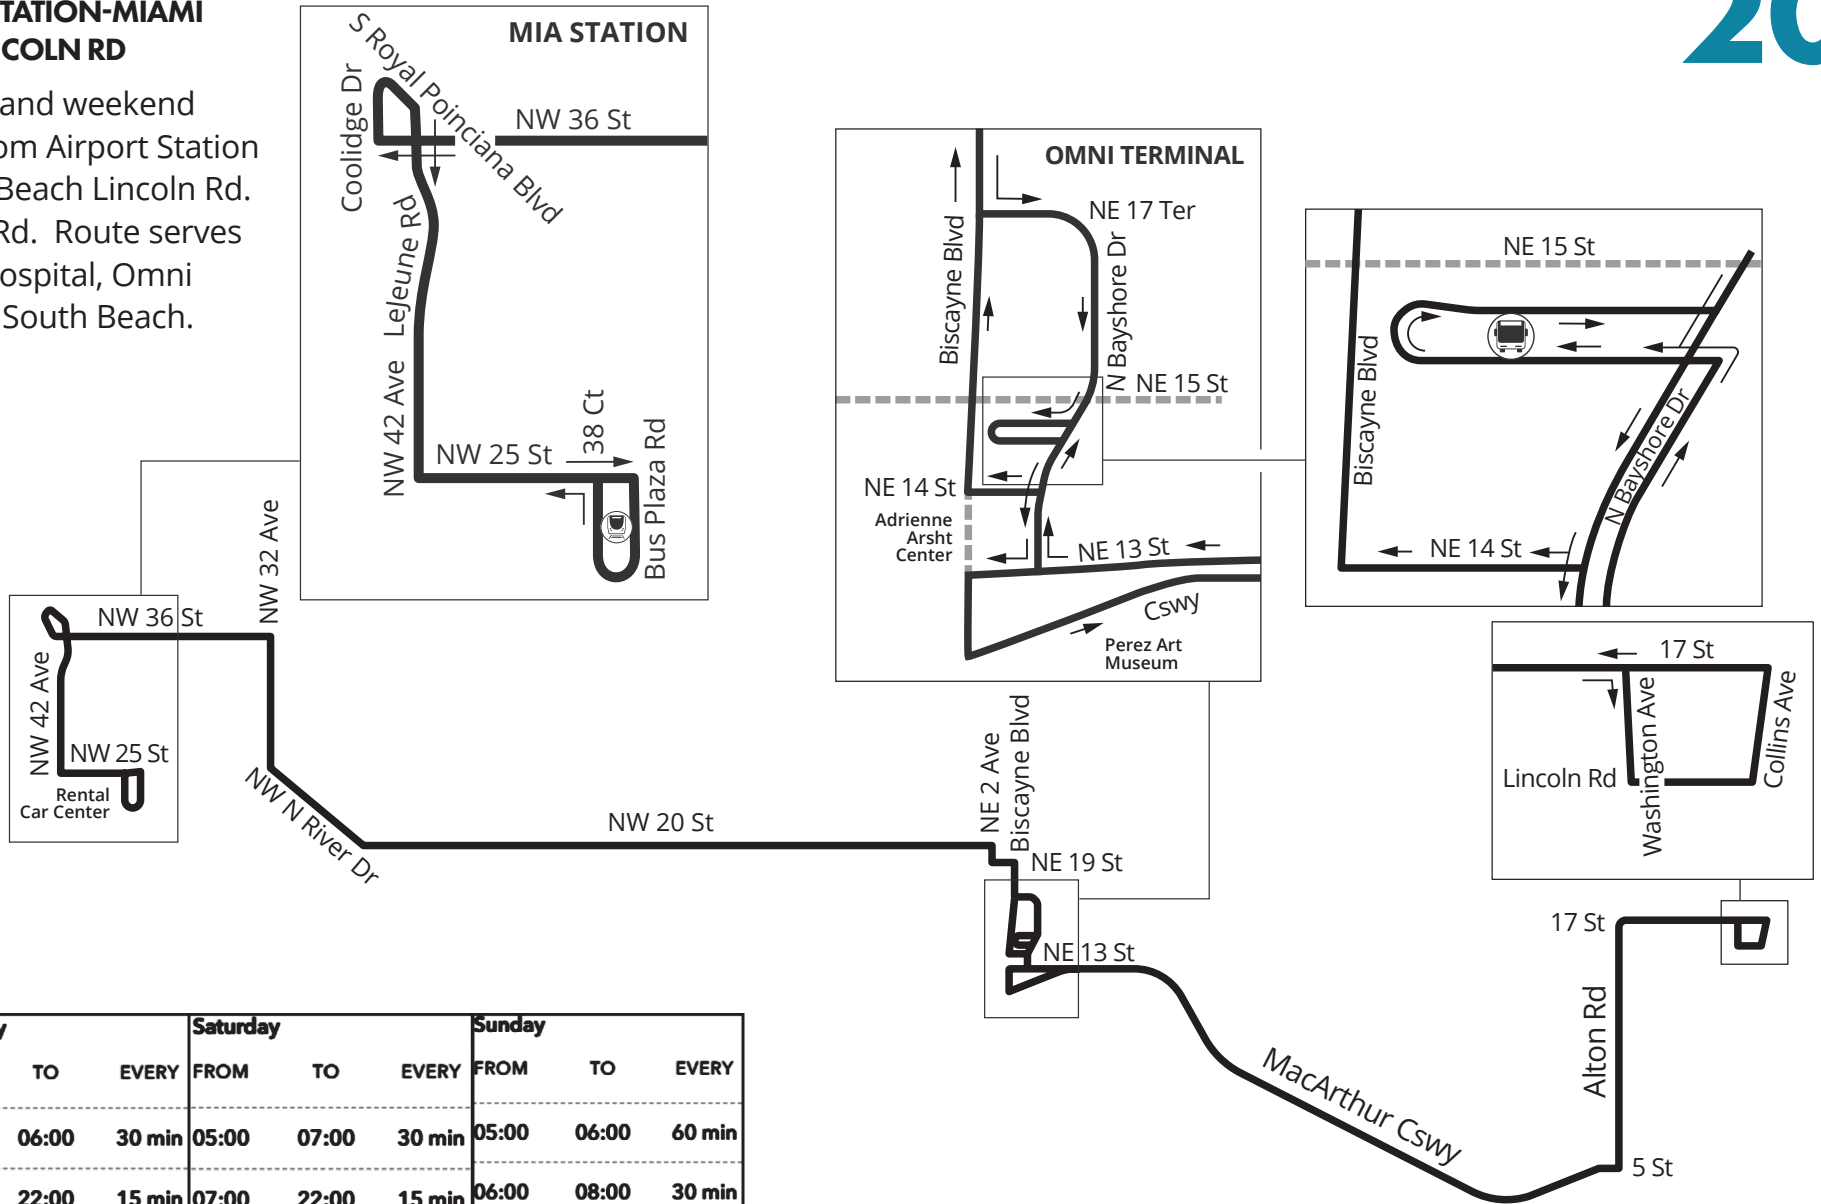 TATION-MIAMI
COLN RD
and weekend
om Airport Station
Beach Lincoln Rd.
Rd. Route serves
ospital, Omni
South Beach.
20
MIA STATION
S Royal Poinciana Blvd
Coolidge Dr
NW 36 St
LeJeune Rd
NW 42 Ave
NW 25 St
38 Ct
Bus Plaza Rd
OMNI TERMINAL
NE 17 Ter
Biscayne Blvd
N Bayshore Dr
NE 15 St
NE 14 St
Adrienne
Arsht
Center
NE 13 St
Cswy
Perez Art
Museum
NE 15 St
Biscayne Blvd
N Bayshore Dr
NE 14 St
17 St
Washington Ave
Collins Ave
Lincoln Rd
NW 36 St
NW 32 Ave
NW 42 Ave
NW 25 St
Rental
Car Center
NW N River Dr
NW 20 St
NE 2 Ave
Biscayne Blvd
NE 19 St
NE 13 St
MacArthur Cswy
5 St
Alton Rd
17 St
y Saturday Sunday
TO EVERY FROM TO EVERY FROM TO EVERY
06:00 30 min 05:00 07:00 30 min 05:00 06:00 60 min
22:00 15 min 07:00 22:00 15 min 06:00 08:00 30 min